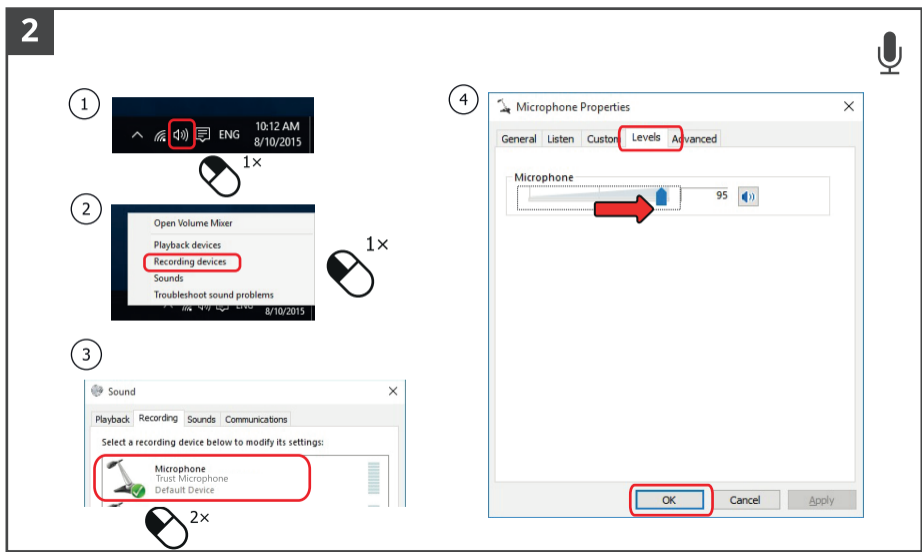 2
1
10:12 AM
ENG
8/10/2015
1×
2
Open Volume Mixer
Playback devices
Recording devices
Sounds
Troubleshoot sound problems
8/10/2015
1×
3
Sound
Playback Recording Sounds Communications
Select a recording device below to modify its settings:
Microphone
Trust Microphone
Default Device
2×
4
Microphone Properties
General Listen Custom Levels Advanced
Microphone
95
OK Cancel Apply